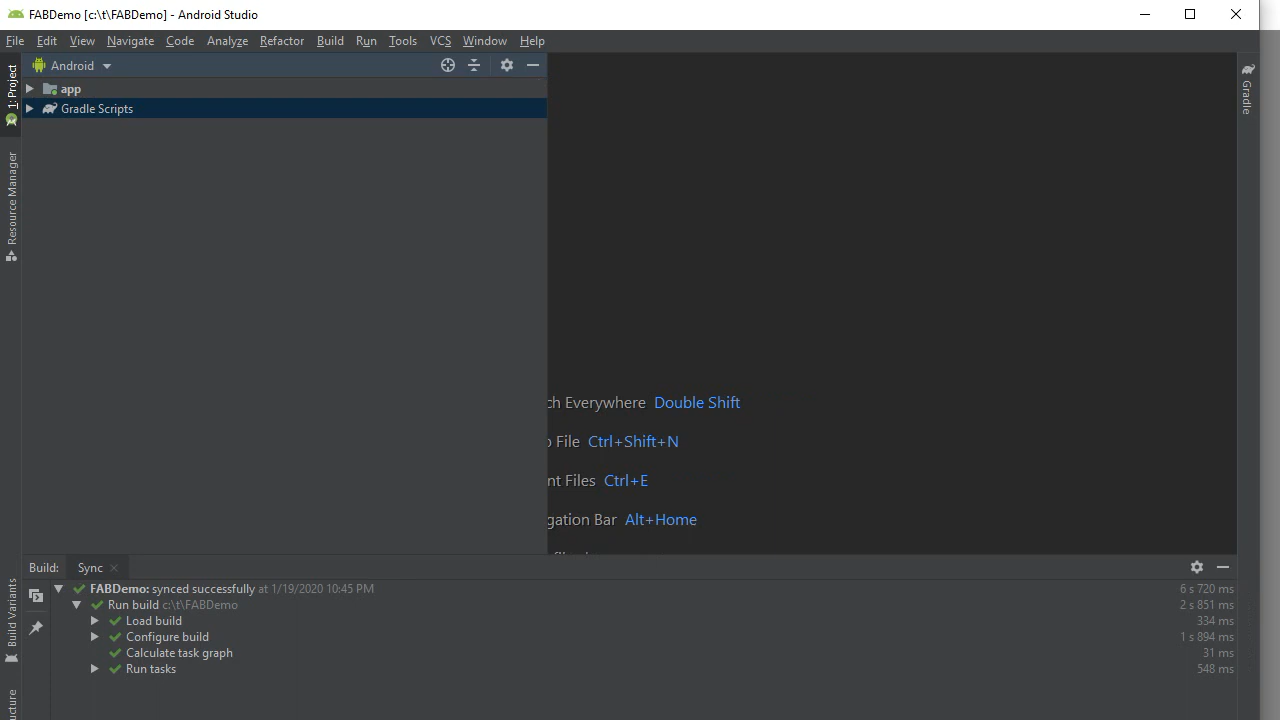 FABDemo [c:\t\FABDemo] - Android Studio
File Edit View Navigate Code Analyze Refactor Build Run Tools VCS Window Help
1: Project
Android
app
Gradle Scripts
Gradle
Resource Manager
ch Everywhere Double Shift
o File Ctrl+Shift+N
nt Files Ctrl+E
gation Bar Alt+Home
Build: Sync
FABDemo: synced successfully at 1/19/2020 10:45 PM 6 s 720 ms
Run build c:\t\FABDemo 2 s 851 ms
Load build 334 ms
Configure build 1 s 894 ms
Calculate task graph 31 ms
Run tasks 548 ms
Build Variants
ucture